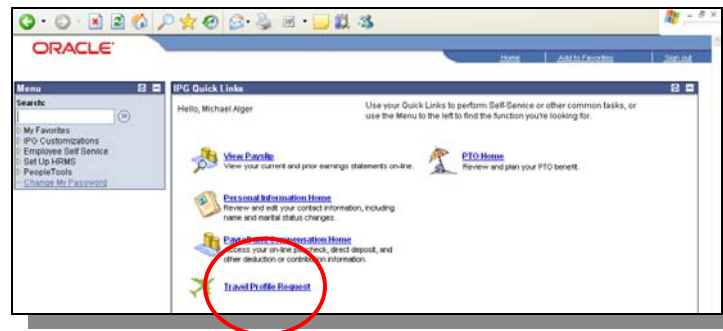 ORACLE
Home
Add to Favorites
Sign out
Menu
Search:
My Favorites
IPG Customizations
Employee Self Service
Set Up HRMS
PeopleTools
Change My Password
IPG Quick Links
Hello, Michael Alger
Use your Quick Links to perform Self-Service or other common tasks, or
use the Menu to the left to find the function you're looking for.
View Payslip
View your current and prior earnings statements on-line.
PTO Home
Review and plan your PTO benefit.
Personal Information Home
Review and edit your contact information, including
name and marital status changes.
Payroll and Compensation Home
Access your on-line paycheck, direct deposit, and
other deduction or contribution information.
Travel Profile Request